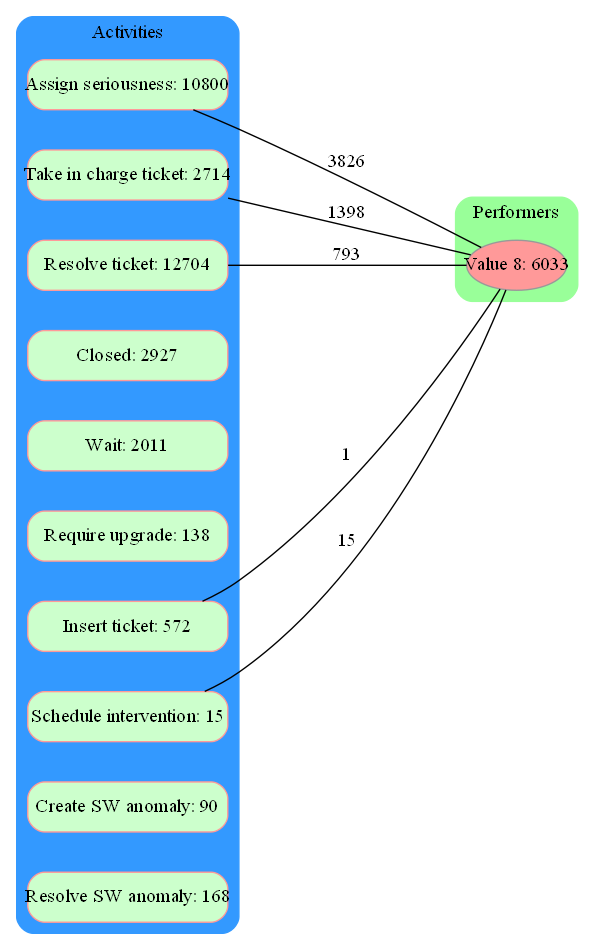 Activities
Assign seriousness: 10800
Take in charge ticket: 2714
Resolve ticket: 12704
Closed: 2927
Wait: 2011
Require upgrade: 138
Insert ticket: 572
Schedule intervention: 15
Create SW anomaly: 90
Resolve SW anomaly: 168
3826
1398
793
1
15
Performers
Value 8: 6033